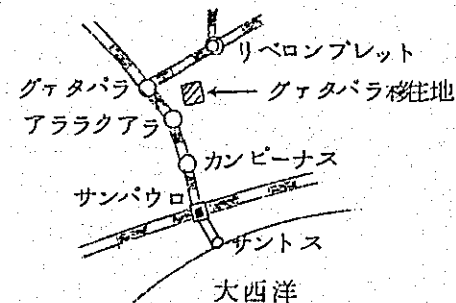 リベロンプレット
グァタパラ
グァタパラ移住地
アララクアラ
カンピーナス
サンパウロ
サントス
大西洋